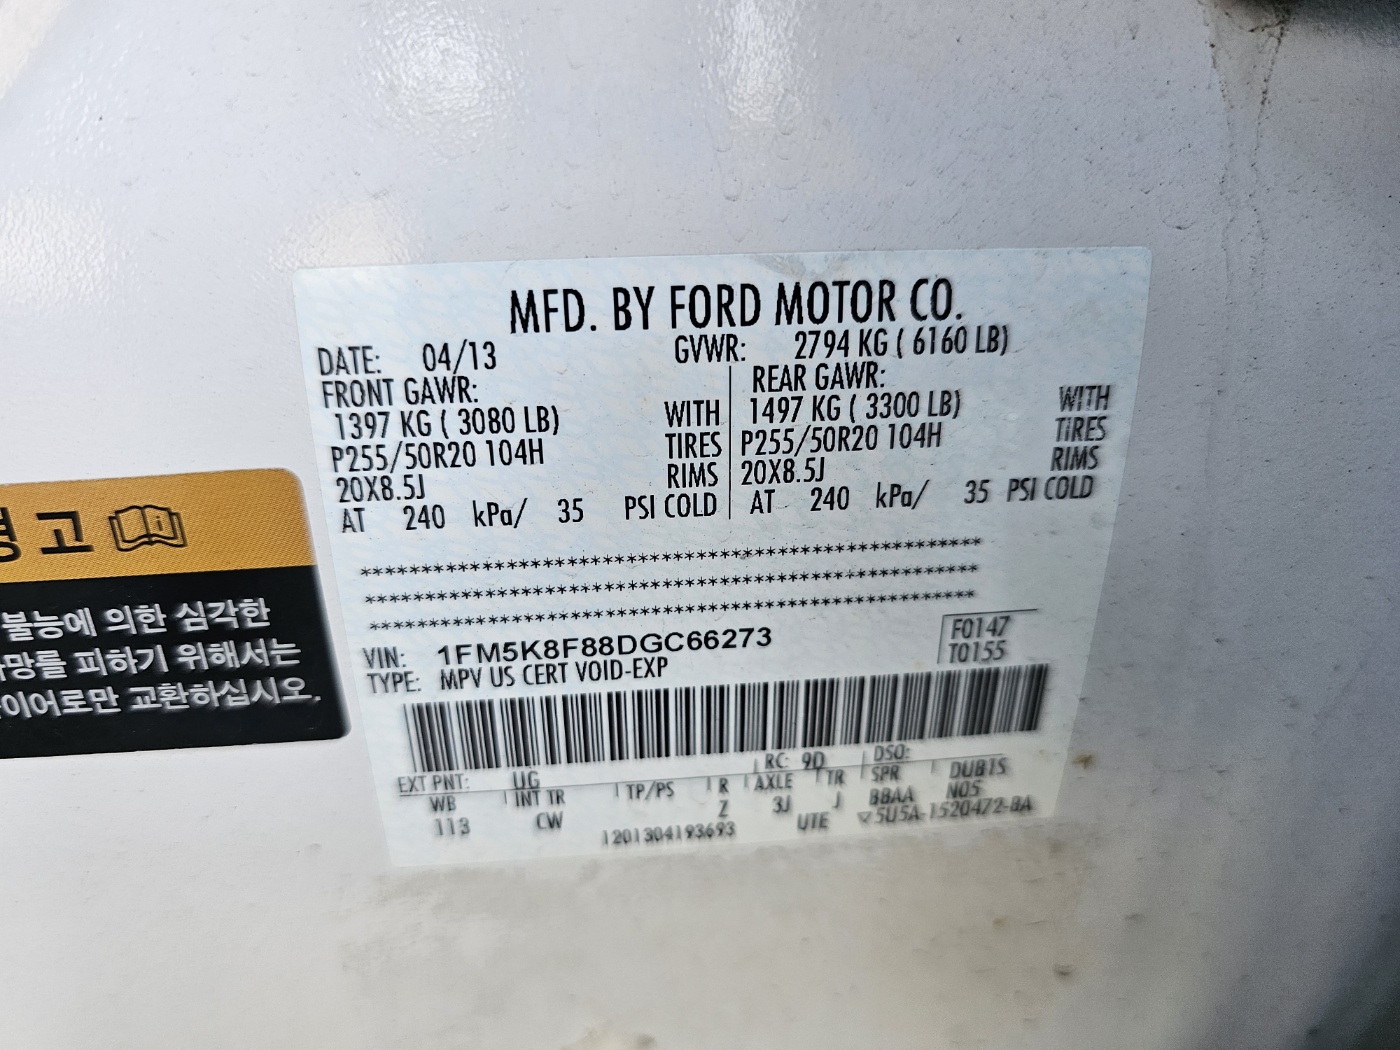 MFD. BY FORD MOTOR CO.
DATE: 04/13 GVWR: 2794 KG ( 6160 LB)
FRONT GAWR: REAR GAWR:
1397 KG ( 3080 LB) WITH 1497 KG ( 3300 LB) WITH
P255/50R20 104H TIRES P255/50R20 104H TIRES
20X8.5J RIMS 20X8.5J RIMS
AT 240 kPa/ 35 PSI COLD AT 240 kPa/ 35 PSI COLD
***************************************************
***************************************************
***************************************************
VIN: 1FM5K8F88DGC66273 F0147
TYPE: MPV US CERT VOID-EXP T0155
RC: 9D DSO:
EXT PNT: UG
WB INT TR TP/PS R AXLE TR SPR DUB1S
113 CW Z 3J J BBAA N05
1201304193693 UTE ▽5U5A-1520472-BA
고
불능에 의한 심각한
망를 피하기 위해서는
이어로만 교환하십시오.